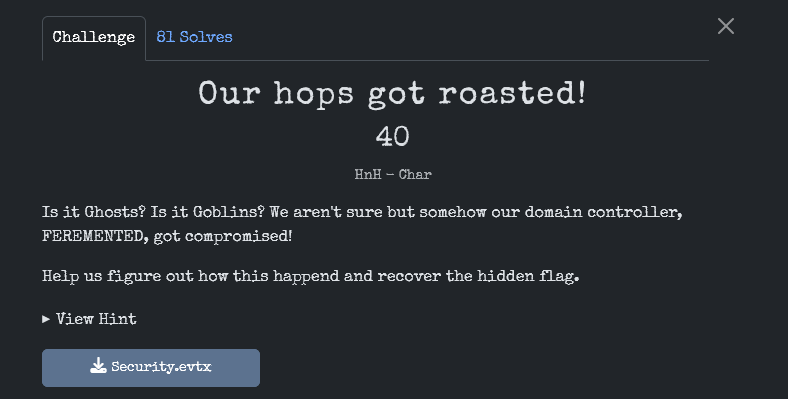 Challenge
81 Solves
Our hops got roasted!
40
HnH - Char
Is it Ghosts? Is it Goblins? We aren't sure but somehow our domain controller,
FEREMENTED, got compromised!
Help us figure out how this happend and recover the hidden flag.
▸ View Hint
Security.evtx